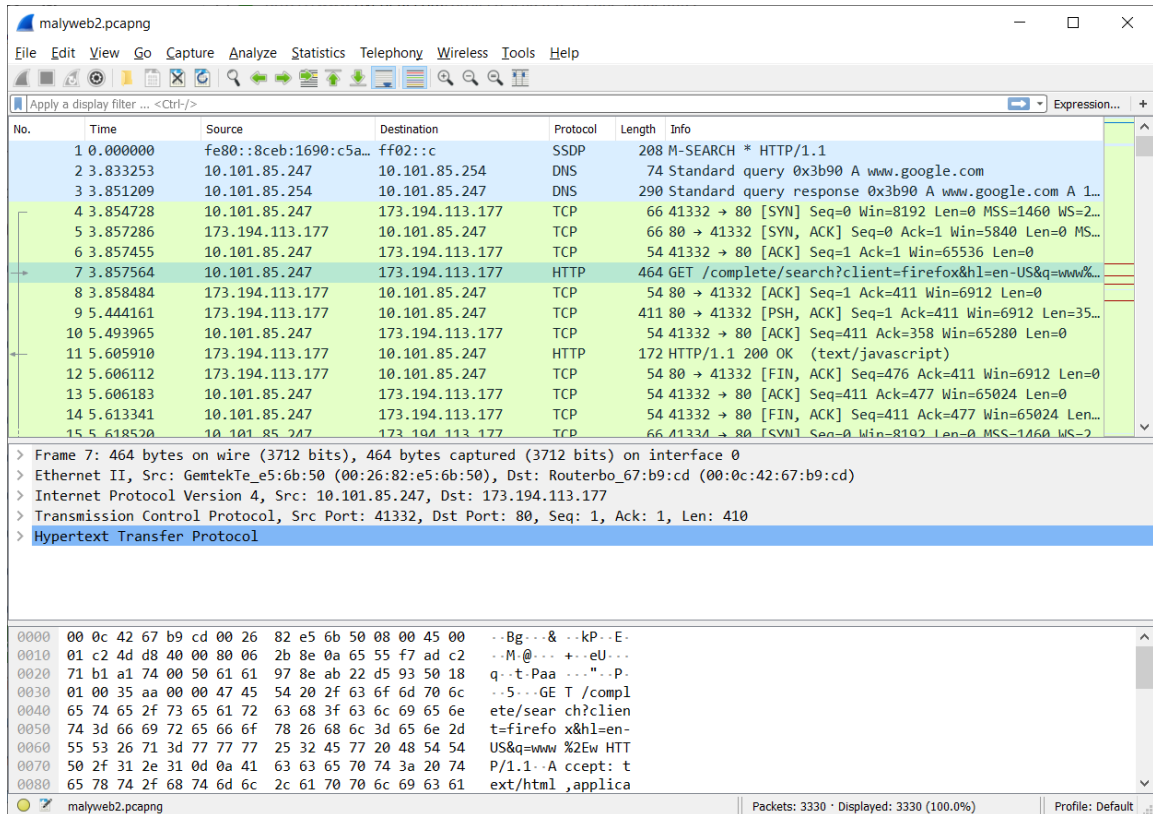 malyweb2.pcapng
File Edit View Go Capture Analyze Statistics Telephony Wireless Tools Help
Apply a display filter ... <Ctrl-/> Expression... +
No. Time Source Destination Protocol Length Info
1 0.000000 fe80::8ceb:1690:c5a… ff02::c SSDP 208 M-SEARCH * HTTP/1.1
2 3.833253 10.101.85.247 10.101.85.254 DNS 74 Standard query 0x3b90 A www.google.com
3 3.851209 10.101.85.254 10.101.85.247 DNS 290 Standard query response 0x3b90 A www.google.com A 1…
4 3.854728 10.101.85.247 173.194.113.177 TCP 66 41332 → 80 [SYN] Seq=0 Win=8192 Len=0 MSS=1460 WS=2…
5 3.857286 173.194.113.177 10.101.85.247 TCP 66 80 → 41332 [SYN, ACK] Seq=0 Ack=1 Win=5840 Len=0 MS…
6 3.857455 10.101.85.247 173.194.113.177 TCP 54 41332 → 80 [ACK] Seq=1 Ack=1 Win=65536 Len=0
7 3.857564 10.101.85.247 173.194.113.177 HTTP 464 GET /complete/search?client=firefox&hl=en-US&q=www%…
8 3.858484 173.194.113.177 10.101.85.247 TCP 54 80 → 41332 [ACK] Seq=1 Ack=411 Win=6912 Len=0
9 5.444161 173.194.113.177 10.101.85.247 TCP 411 80 → 41332 [PSH, ACK] Seq=1 Ack=411 Win=6912 Len=35…
10 5.493965 10.101.85.247 173.194.113.177 TCP 54 41332 → 80 [ACK] Seq=411 Ack=358 Win=65280 Len=0
11 5.605910 173.194.113.177 10.101.85.247 HTTP 172 HTTP/1.1 200 OK (text/javascript)
12 5.606112 173.194.113.177 10.101.85.247 TCP 54 80 → 41332 [FIN, ACK] Seq=476 Ack=411 Win=6912 Len=0
13 5.606183 10.101.85.247 173.194.113.177 TCP 54 41332 → 80 [ACK] Seq=411 Ack=477 Win=65024 Len=0
14 5.613341 10.101.85.247 173.194.113.177 TCP 54 41332 → 80 [FIN, ACK] Seq=411 Ack=477 Win=65024 Len…
15 5.618520 10.101.85.247 173.194.113.177 TCP 66 41334 → 80 [SYN] Seq=0 Win=8192 Len=0 MSS=1460 WS=2
> Frame 7: 464 bytes on wire (3712 bits), 464 bytes captured (3712 bits) on interface 0
> Ethernet II, Src: GemtekTe_e5:6b:50 (00:26:82:e5:6b:50), Dst: Routerbo_67:b9:cd (00:0c:42:67:b9:cd)
> Internet Protocol Version 4, Src: 10.101.85.247, Dst: 173.194.113.177
> Transmission Control Protocol, Src Port: 41332, Dst Port: 80, Seq: 1, Ack: 1, Len: 410
> Hypertext Transfer Protocol
0000 00 0c 42 67 b9 cd 00 26 82 e5 6b 50 08 00 45 00 ··Bg···& ··kP··E·
0010 01 c2 4d d8 40 00 80 06 2b 8e 0a 65 55 f7 ad c2 ··M·@··· +··eU···
0020 71 b1 a1 74 00 50 61 61 97 8e ab 22 d5 93 50 18 q··t·Paa ···"··P·
0030 01 00 35 aa 00 00 47 45 54 20 2f 63 6f 6d 70 6c ··5···GE T /compl
0040 65 74 65 2f 73 65 61 72 63 68 3f 63 6c 69 65 6e ete/sear ch?clien
0050 74 3d 66 69 72 65 66 6f 78 26 68 6c 3d 65 6e 2d t=firefo x&hl=en-
0060 55 53 26 71 3d 77 77 77 25 32 45 77 20 48 54 54 US&q=www %2Ew HTT
0070 50 2f 31 2e 31 0d 0a 41 63 63 65 70 74 3a 20 74 P/1.1··A ccept: t
0080 65 78 74 2f 68 74 6d 6c 2c 61 70 70 6c 69 63 61 ext/html ,applica
malyweb2.pcapng Packets: 3330 · Displayed: 3330 (100.0%) Profile: Default